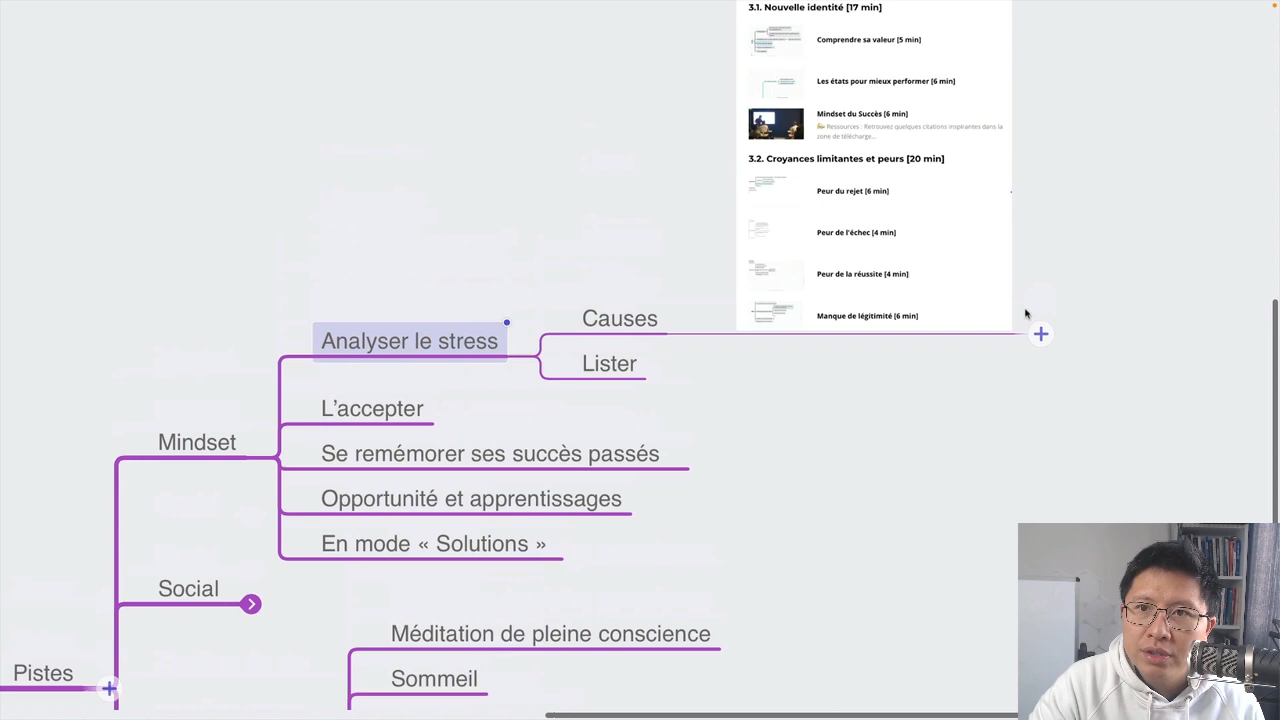 3.1. Nouvelle identité [17 min]
Comprendre sa valeur [5 min]
Les états pour mieux performer [6 min]
Mindset du Succès [6 min]
Ressources : Retrouvez quelques citations inspirantes dans la
zone de télécharge...
3.2. Croyances limitantes et peurs [20 min]
Peur du rejet [6 min]
Peur de l'échec [4 min]
Peur de la réussite [4 min]
Manque de légitimité [6 min]
Causes
Analyser le stress
Lister
L’accepter
Mindset
Se remémorer ses succès passés
Opportunité et apprentissages
En mode « Solutions »
Social
Méditation de pleine conscience
Pistes
Sommeil